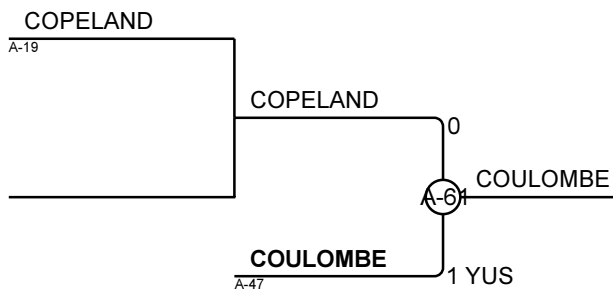 COPELAND
A-19
COPELAND
0
A-61
COULOMBE
COULOMBE
A-47
1 YUS